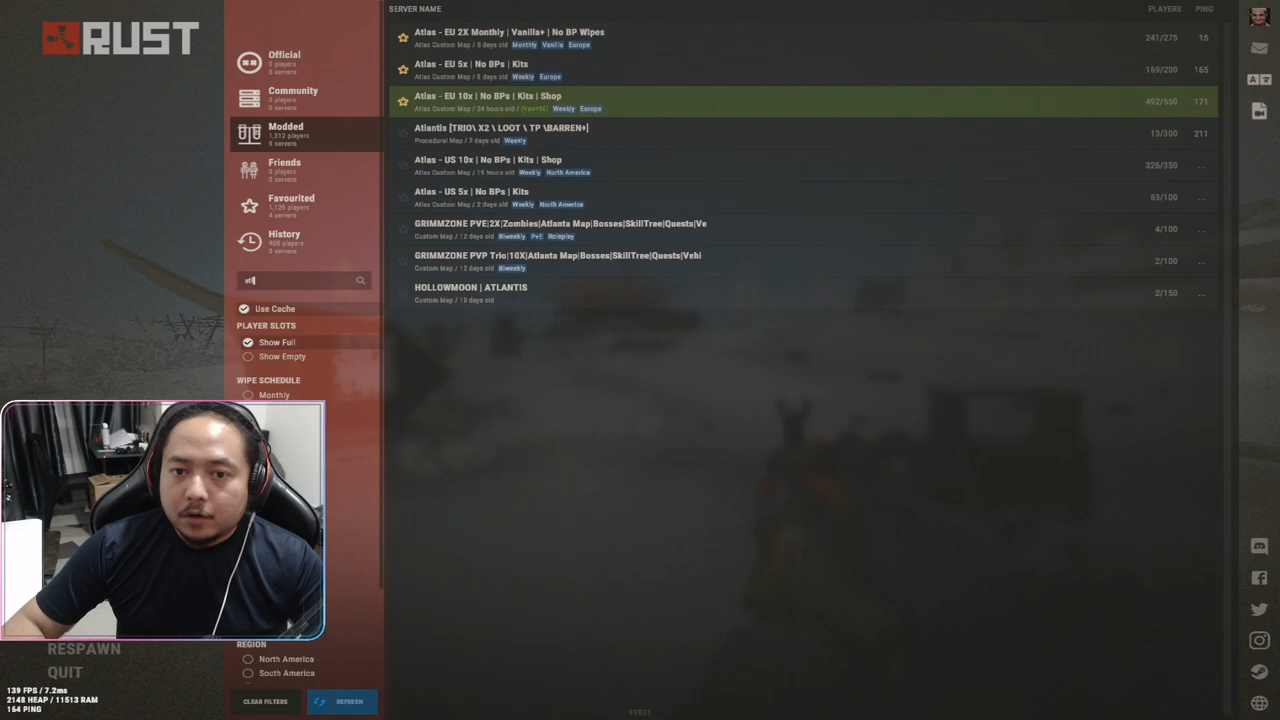 RUST
Official
0 players
0 servers
Community
0 players
0 servers
Modded
1,312 players
9 servers
Friends
0 players
0 servers
Favourited
1,129 players
4 servers
History
908 players
3 servers
Use Cache
PLAYER SLOTS
Show Full
Show Empty
WIPE SCHEDULE
Monthly
REGION
North America
South America
CLEAR FILTERS
REFRESH
RESPAWN
QUIT
139 FPS / 7.2ms
2148 HEAP / 11513 RAM
164 PING
SERVER NAME PLAYERS PING
Atlas - EU 2X Monthly | Vanilla+ | No BP Wipes 241/275 15
Atlas Custom Map / 5 days old Monthly Vanilla Europe
Atlas - EU 5x | No BPs | Kits 169/200 165
Atlas Custom Map / 3 days old Weekly Europe
Atlas - EU 10x | No BPs | Kits | Shop 492/550 171
Atlas Custom Map / 24 hours old / Weekly Europe
Atlantis [TRIO\ X2 \ LOOT \ TP \BARREN+] 13/300 211
Procedural Map / 2 days old Weekly
Atlas - US 10x | No BPs | Kits | Shop 326/350 ...
Atlas Custom Map / 19 hours old Weekly North America
Atlas - US 5x | No BPs | Kits 53/100 ...
Atlas Custom Map / 2 days old Weekly North America
GRIMMZONE PVE|2X|Zombies|Atlanta Map|Bosses|SkillTree|Quests|Ve 4/100 ...
Custom Map / 12 days old Biweekly PvE Roleplay
GRIMMZONE PVP Trio|10X|Atlanta Map|Bosses|SkillTree|Quests|Vehi 2/100 ...
Custom Map / 12 days old Biweekly
HOLLOWMOON | ATLANTIS 2/150 ...
Custom Map / 18 days old